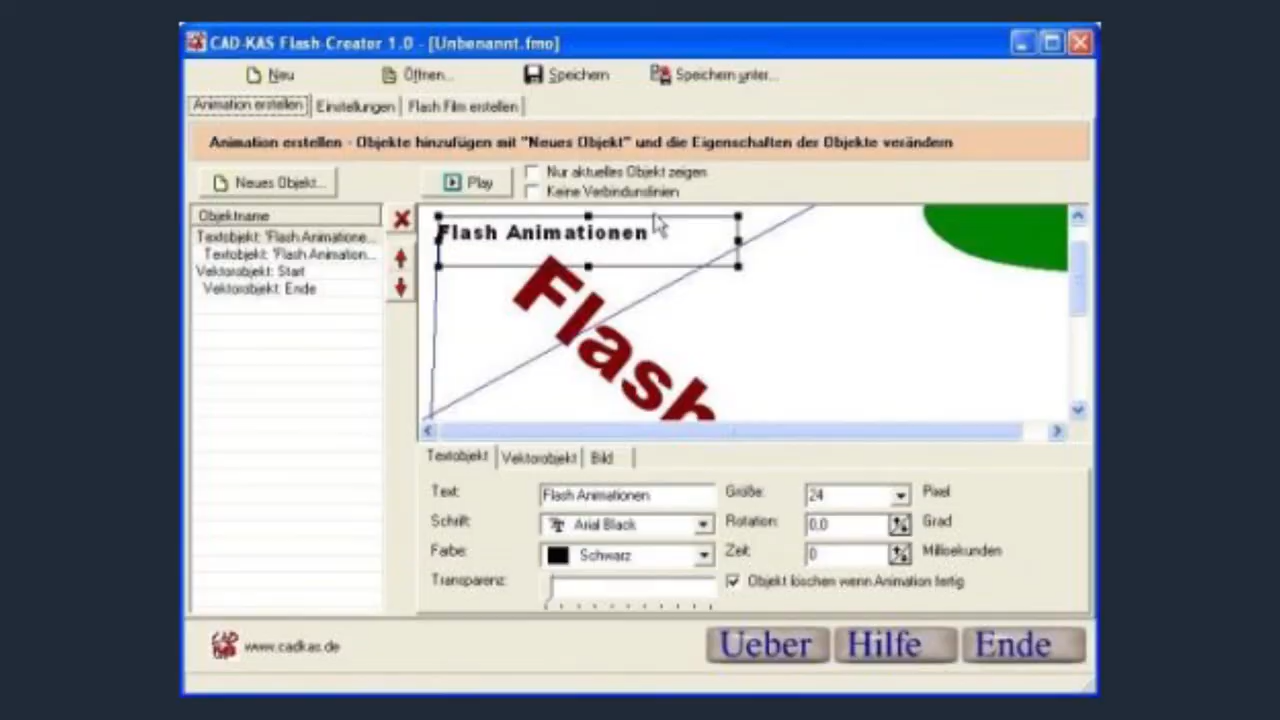 CAD-KAS Flash Creator 1.0 - [Unbenannt.fmo]
Neu Öffnen... Speichern Speichern unter...
Animation erstellen Einstellungen Flash Film erstellen
Animation erstellen - Objekte hinzufügen mit "Neues Objekt" und die Eigenschaften der Objekte verändern
Neues Objekt... Play Nur aktuelles Objekt zeigen
Keine Verbindunslinien
Objektname
Textobjekt: 'Flash Animatione...
Textobjekt: 'Flash Animation...
Vektorobjekt: Start
Vektorobjekt: Ende
Flash Animationen
Flash
Textobjekt Vektorobjekt Bild
Text: Flash Animationen Größe: 24 Pixel
Schrift: Arial Black Rotation: 0.0 Grad
Farbe: Schwarz Zeit: 0 Millisekunden
Transparenz: Objekt löschen wenn Animation fertig
CAD KAS www.cadkas.de Ueber Hilfe Ende